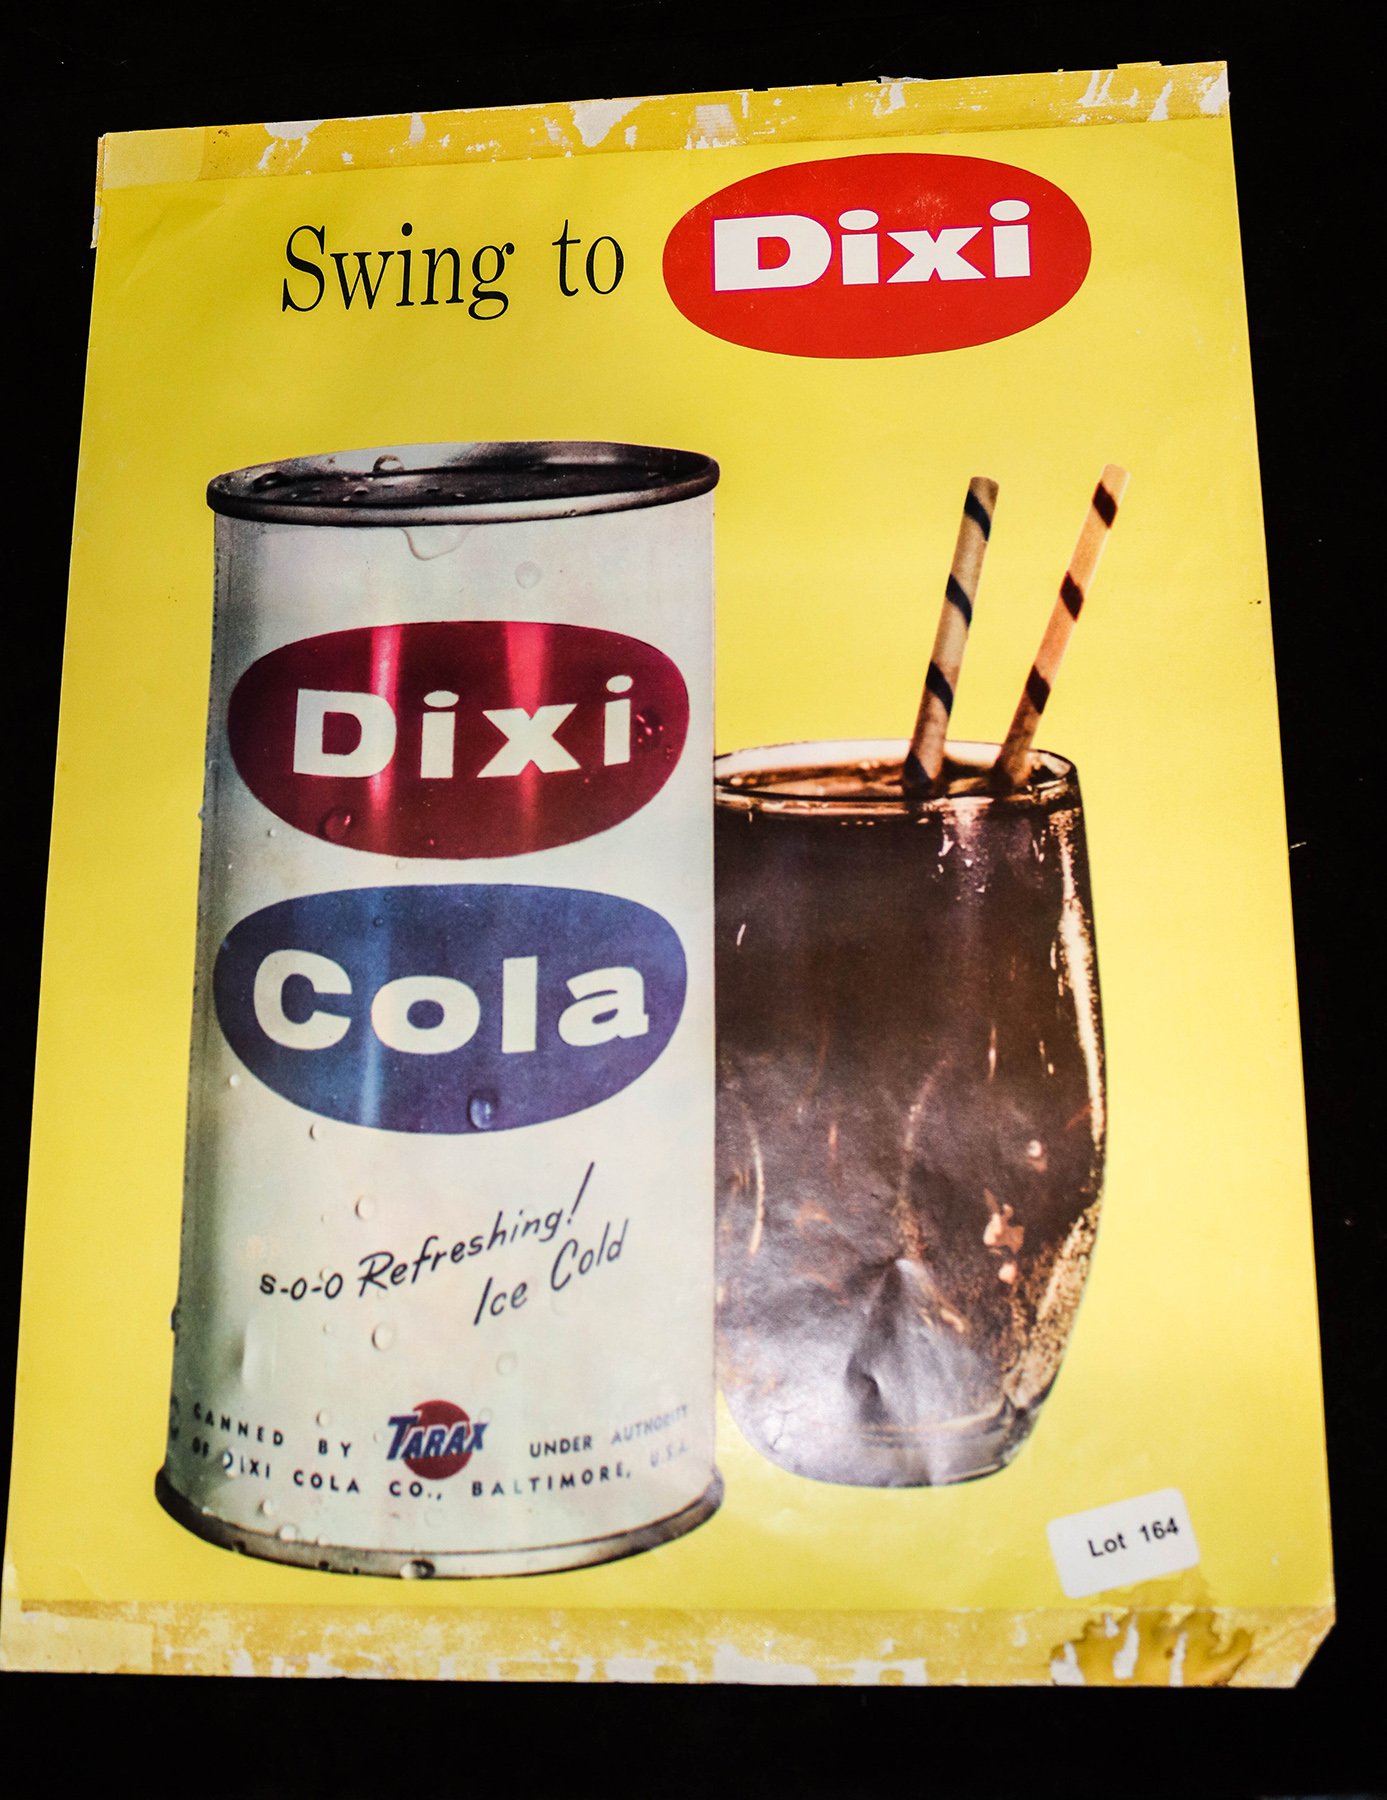 Swing to Dixi
Dixi
Cola
s-o-o Refreshing!
Ice Cold
CANNED BY TARAX UNDER AUTHORITY
OF DIXI COLA CO., BALTIMORE, U.S.A.
Lot 164